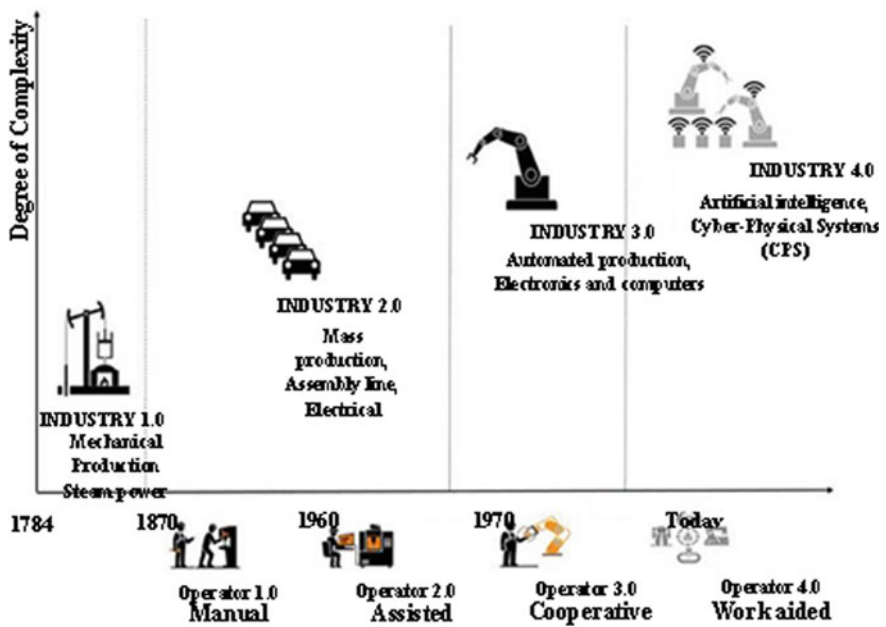 Degree of Complexity
INDUSTRY 4.0
Artificial intelligence,
Cyber-Physical Systems
(CPS)
INDUSTRY 3.0
Automated production,
Electronics and computers
INDUSTRY 2.0
Mass
production,
Assembly line,
Electrical
INDUSTRY 1.0
Mechanical
Production
Steam power
1784
1870
1960
1970
Today
Operator 1.0
Manual
Operator 2.0
Assisted
Operator 3.0
Cooperative
Operator 4.0
Work aided